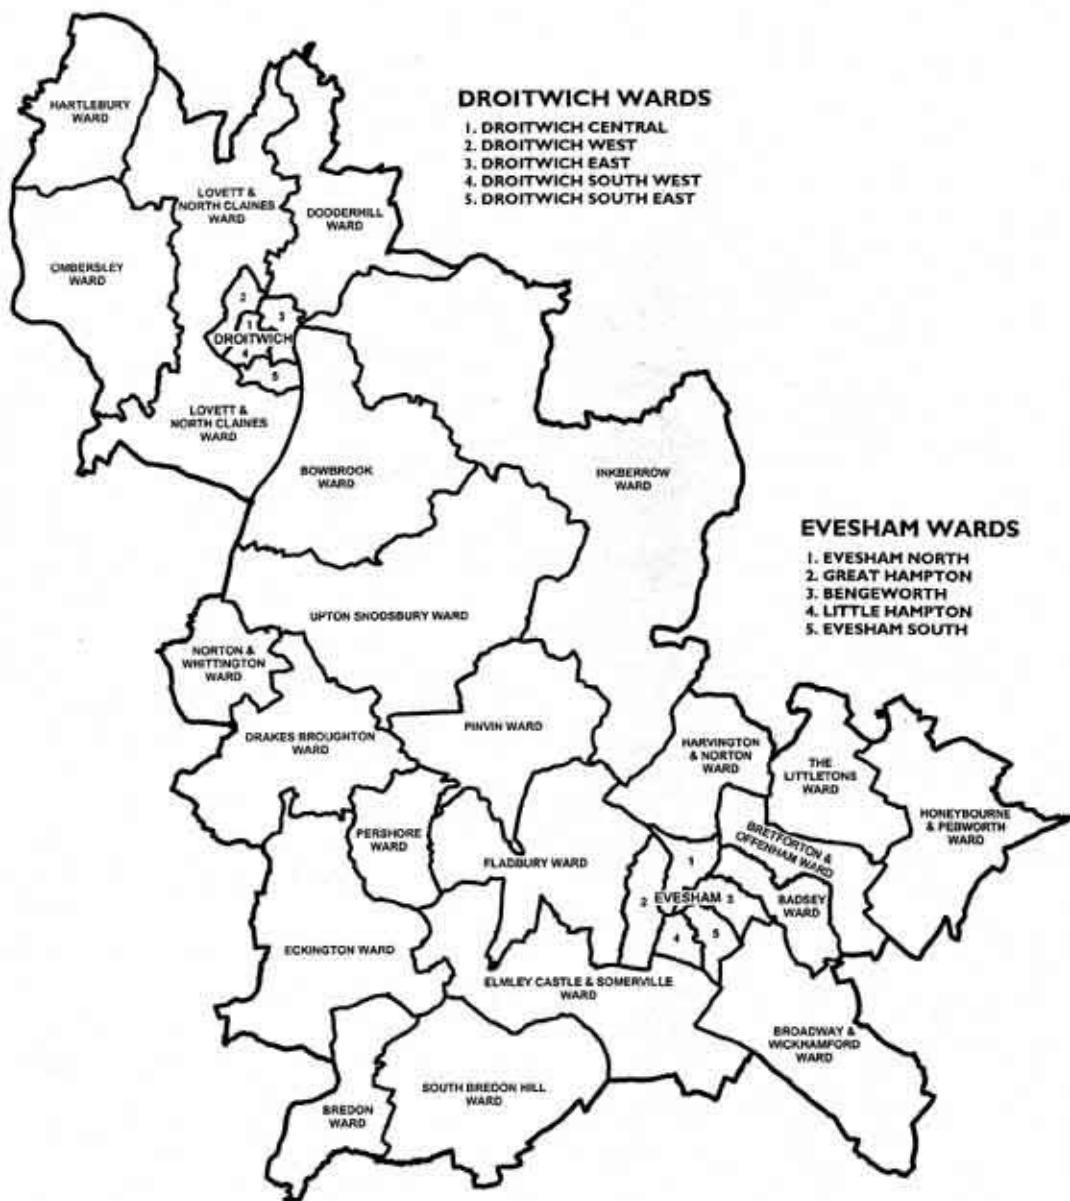 HARTLEBURY
WARD
DROITWICH WARDS
1. DROITWICH CENTRAL
2. DROITWICH WEST
3. DROITWICH EAST
4. DROITWICH SOUTH WEST
5. DROITWICH SOUTH EAST
LOVETT &
NORTH CLAINES
WARD
DODDERHILL
WARD
OMBERSLEY
WARD
2
3
1
DROITWICH
4
5
LOVETT &
NORTH CLAINES
WARD
BOWBROOK
WARD
INKBERROW
WARD
EVESHAM WARDS
1. EVESHAM NORTH
2. GREAT HAMPTON
3. BENGEWORTH
4. LITTLE HAMPTON
5. EVESHAM SOUTH
UPTON SNODSBURY WARD
NORTON &
WHITTINGTON
WARD
DRAKES BROUGHTON
WARD
PINVIN WARD
HARVINGTON
& NORTON
WARD
THE
LITTLETONS
WARD
HONEYBOURNE
& PEBWORTH
WARD
PERSHORE
WARD
FLADBURY WARD
BRETFORTON &
OFFENHAM WARD
1
2
EVESHAM
3
4
5
BADSEY
WARD
ECKINGTON WARD
ELMLEY CASTLE & SOMERVILLE
WARD
BROADWAY &
WICKHAMFORD
WARD
SOUTH BREDON HILL
WARD
BREDON
WARD